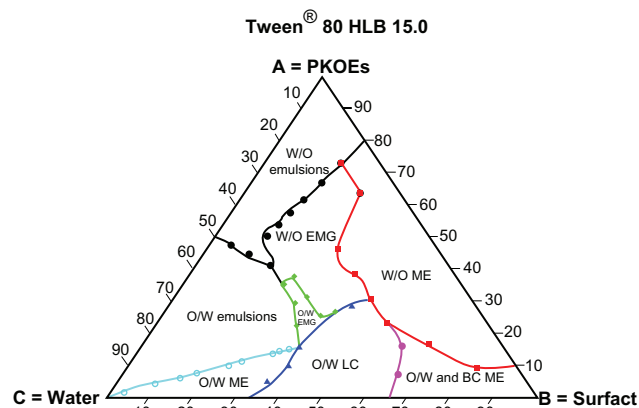 Tween® 80 HLB 15.0
A = PKOEs
10
90
20
80
W/O
emulsions
30
70
40
60
50
W/O EMG
50
60
W/O ME
40
70
30
O/W emulsions
O/W
EMG
80
20
90
O/W LC
10
O/W ME
O/W and BC ME
C = Water
B = Surfact